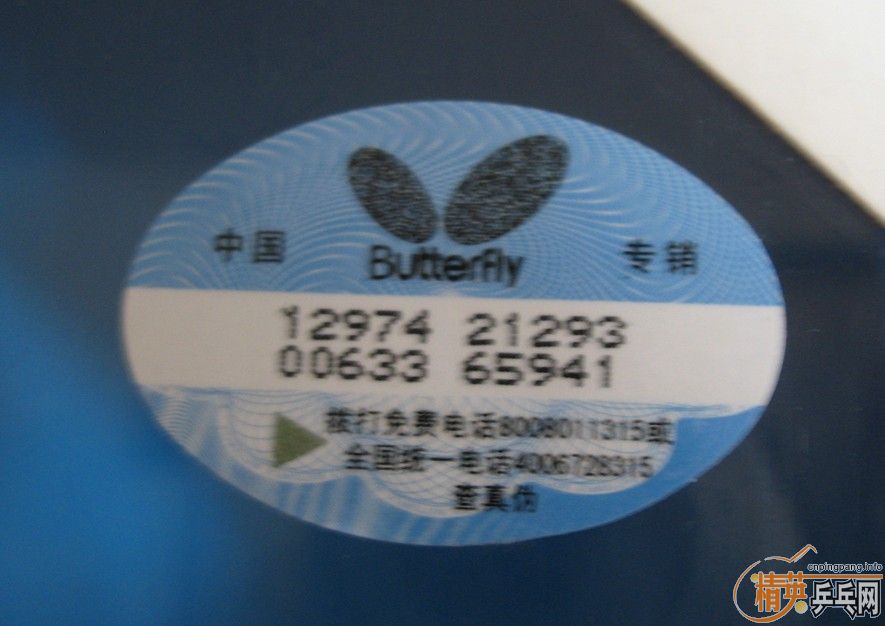 中国 Butterfly 专销
12974 21293
00633 65941
拨打免费电话8008011315或
全国统一电话4006728315
查真伪
cnpingpang.info
精英乒乓网